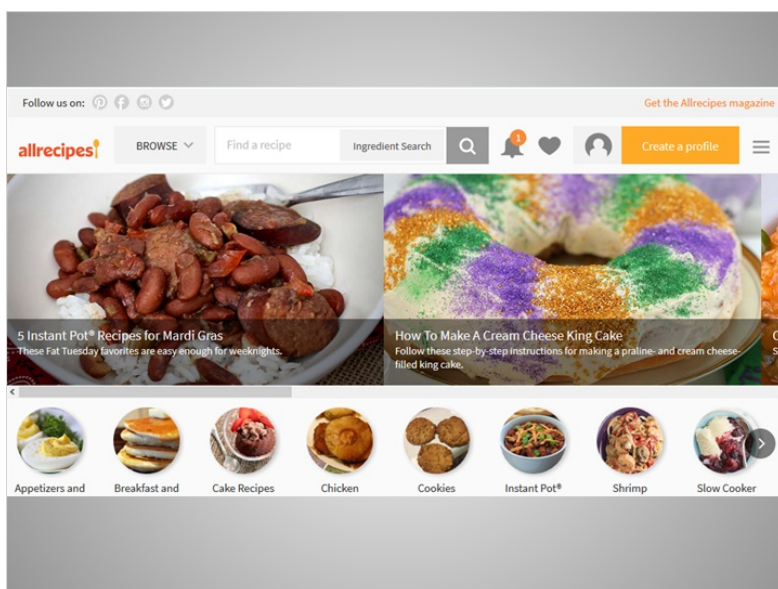 Follow us on:
Get the Allrecipes magazine
allrecipes
BROWSE
Find a recipe
Ingredient Search
1
Create a profile
5 Instant Pot® Recipes for Mardi Gras
These Fat Tuesday favorites are easy enough for weeknights.
How To Make A Cream Cheese King Cake
Follow these step-by-step instructions for making a praline- and cream cheese-
filled king cake.
Appetizers and
Breakfast and
Cake Recipes
Chicken
Cookies
Instant Pot®
Shrimp
Slow Cooker